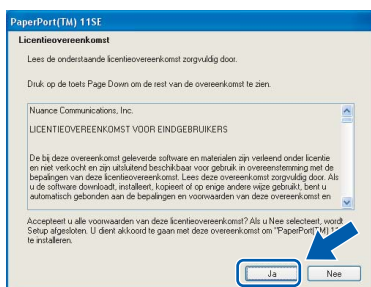 PaperPort(TM) 11SE
Licentieovereenkomst
Lees de onderstaande licentieovereenkomst zorgvuldig door.
Druk op de toets Page Down om de rest van de overeenkomst te zien.
Nuance Communications, Inc.
LICENTIEOVEREENKOMST VOOR EINDGEBRUIKERS
De bij deze overeenkomst geleverde software en materialen zijn verleend onder licentie
en niet verkocht en zijn uitsluitend beschikbaar voor gebruik in overeenstemming met de
bepalingen van deze licentieovereenkomst. Lees deze overeenkomst zorgvuldig door. Als
u de software downloadt, installeert, kopieert of op enige andere wijze gebruikt, bent u
automatisch gebonden aan de bepalingen en voorwaarden van deze overeenkomst en
Accepteert u alle voorwaarden van deze licentieovereenkomst? Als u Nee selecteert, wordt
Setup afgesloten. U dient akkoord te gaan met deze overeenkomst om "PaperPort(TM) 11
te installeren.
Ja Nee